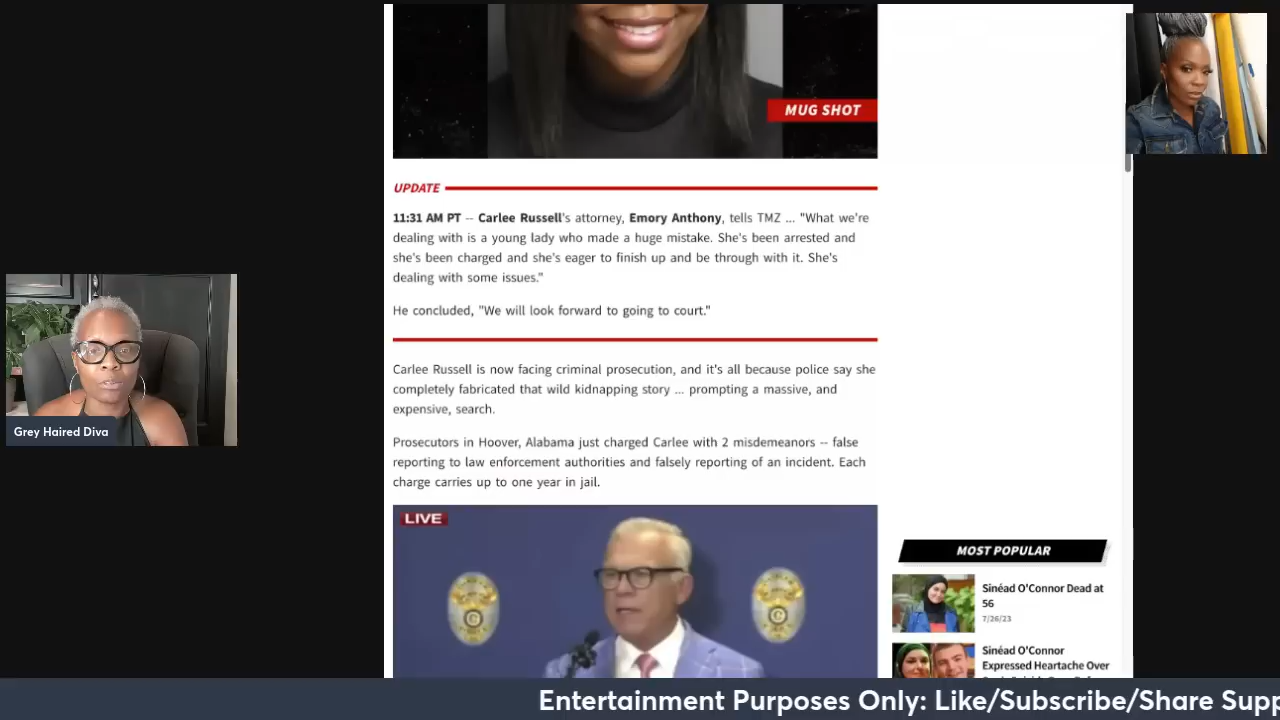 MUG SHOT
UPDATE
11:31 AM PT -- Carlee Russell's attorney, Emory Anthony, tells TMZ ... "What we're
dealing with is a young lady who made a huge mistake. She's been arrested and
she's been charged and she's eager to finish up and be through with it. She's
dealing with some issues."
He concluded, "We will look forward to going to court."
Carlee Russell is now facing criminal prosecution, and it's all because police say she
completely fabricated that wild kidnapping story ... prompting a massive, and
expensive, search.
Prosecutors in Hoover, Alabama just charged Carlee with 2 misdemeanors -- false
reporting to law enforcement authorities and falsely reporting of an incident. Each
charge carries up to one year in jail.
LIVE
MOST POPULAR
Sinéad O'Connor Dead at
56
7/26/23
Sinéad O'Connor
Expressed Heartache Over
Grey Haired Diva
Entertainment Purposes Only: Like/Subscribe/Share Supp